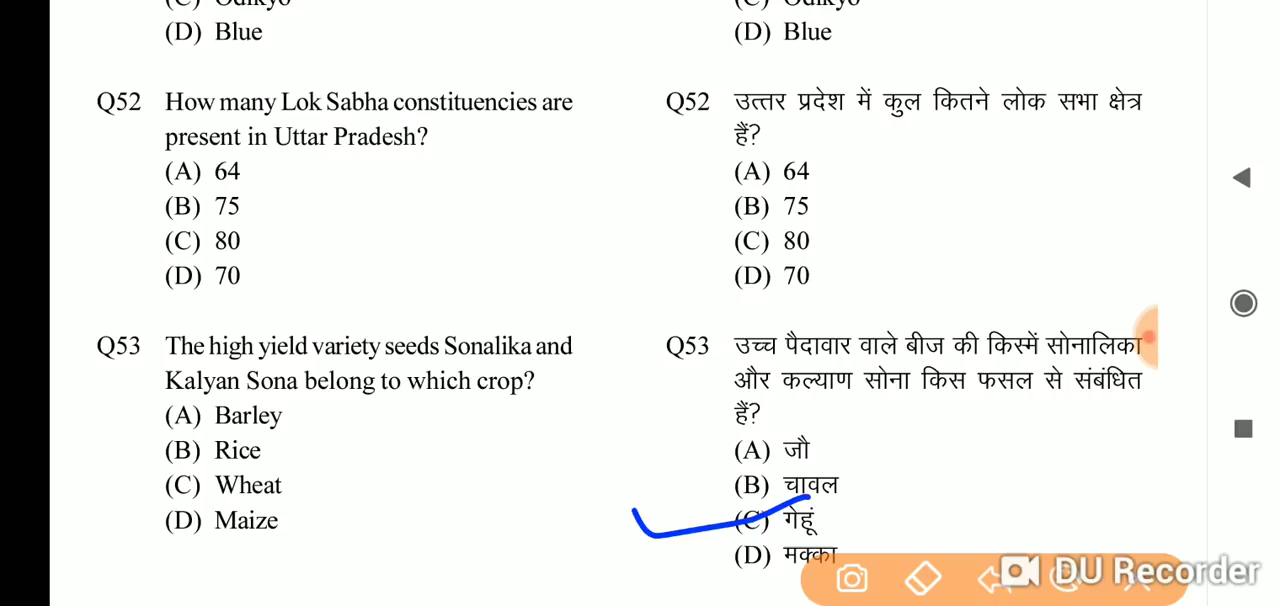 (D) Blue
Q52 How many Lok Sabha constituencies are
present in Uttar Pradesh?
(A) 64
(B) 75
(C) 80
(D) 70
Q53 The high yield variety seeds Sonalika and
Kalyan Sona belong to which crop?
(A) Barley
(B) Rice
(C) Wheat
(D) Maize
(D) Blue
Q52 उत्तर प्रदेश में कुल कितने लोक सभा क्षेत्र
हैं?
(A) 64
(B) 75
(C) 80
(D) 70
Q53 उच्च पैदावार वाले बीज की किस्में सोनालिका
और कल्याण सोना किस फसल से संबंधित
हैं?
(A) जौ
(B) चावल
(C) गेहूं
(D) मक्का
DU Recorder